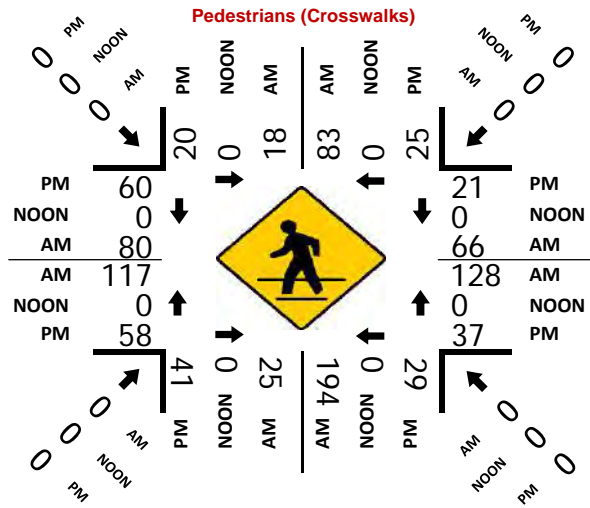 Pedestrians (Crosswalks)
0 PM
0 NOON
0 AM
PM NOON AM AM NOON PM
20 0 18 83 0 25
PM 0
NOON 0
AM 0
PM 60
NOON 0
AM 80
AM 117
NOON 0
PM 58
21 PM
0 NOON
66 AM
128 AM
0 NOON
37 PM
41 0 25 194 0 29
PM NOON AM AM NOON PM
0 AM
0 NOON
0 PM
AM 0
NOON 0
PM 0